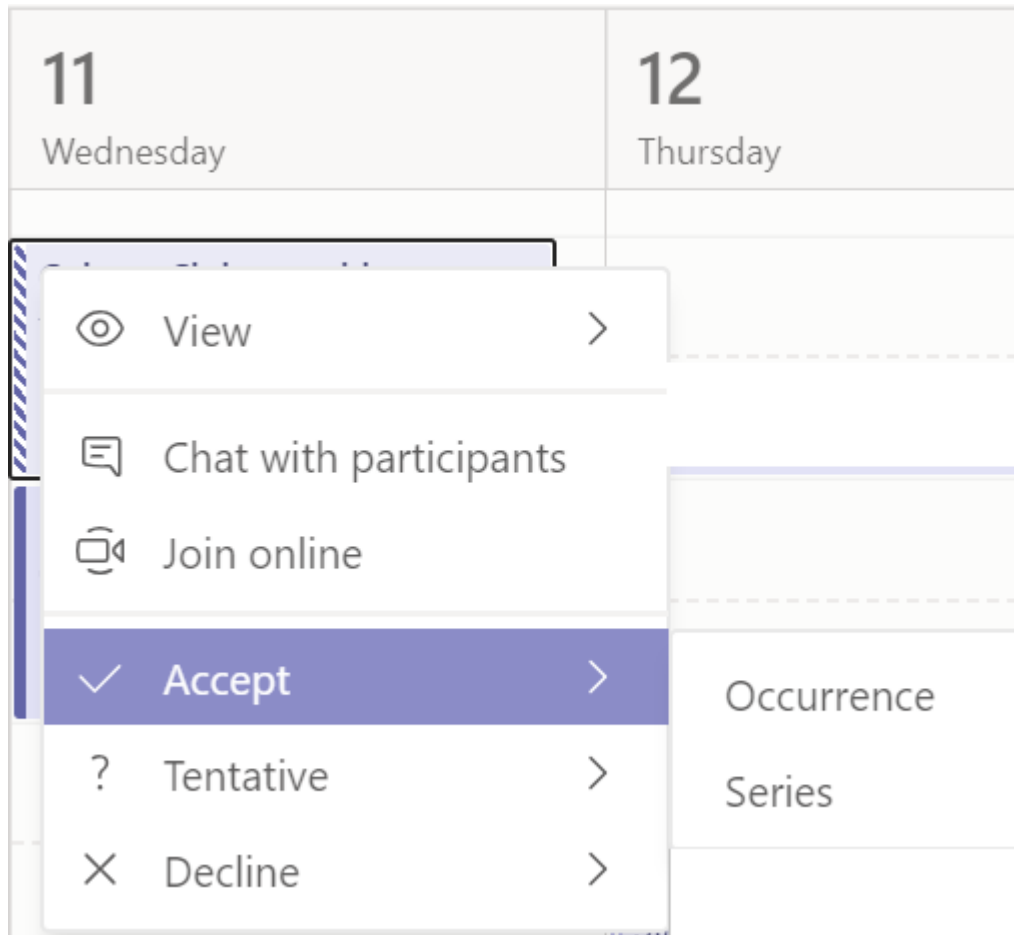 11
Wednesday
12
Thursday
View
Chat with participants
Join online
Accept
Occurrence
Tentative
Series
Decline